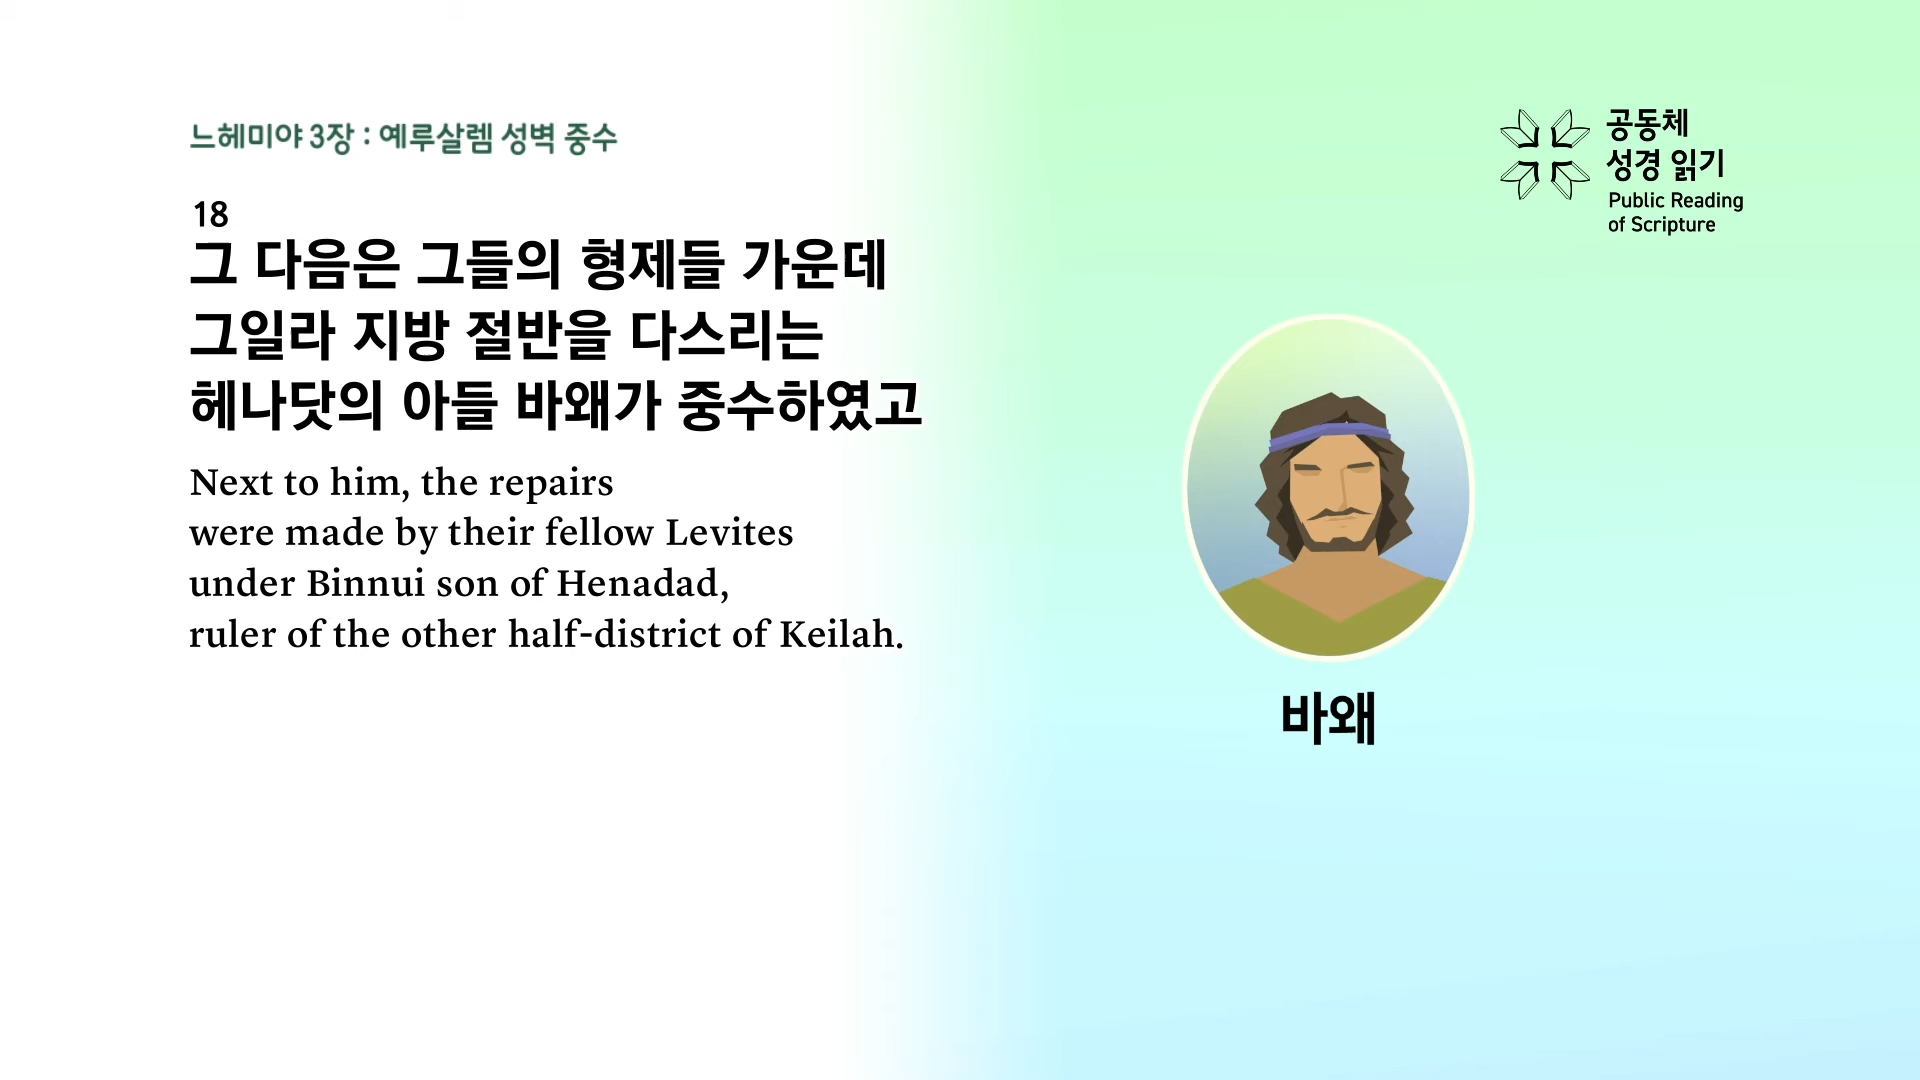 느헤미야 3장 : 예루살렘 성벽 중수
18
그 다음은 그들의 형제들 가운데
그일라 지방 절반을 다스리는
헤나닷의 아들 바왜가 중수하였고
Next to him, the repairs
were made by their fellow Levites
under Binnui son of Henadad,
ruler of the other half-district of Keilah.
공동체
성경 읽기
Public Reading
of Scripture
바왜